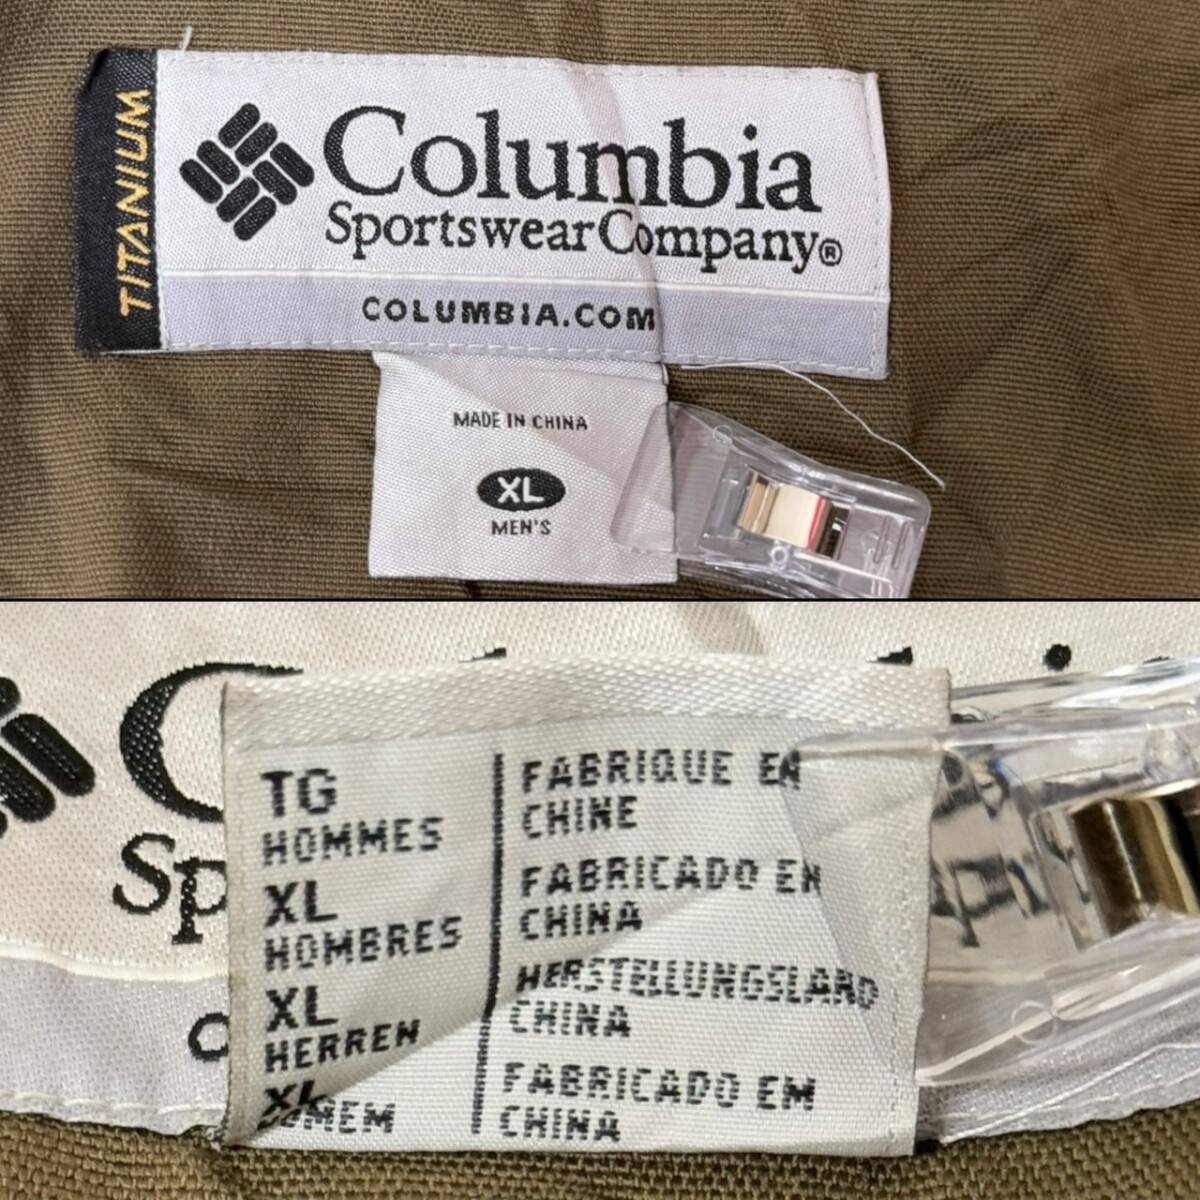 TITANIUM
Columbia
Sportswear Company®
COLUMBIA.COM
MADE IN CHINA
XL
MEN'S
TG
HOMMES
XL
HOMBRES
XL
HERREN
XL
HOMEM
FABRIQUE EN
CHINE
FABRICADO EN
CHINA
HERSTELLUNGSLAND
CHINA
FABRICADO EM
CHINA